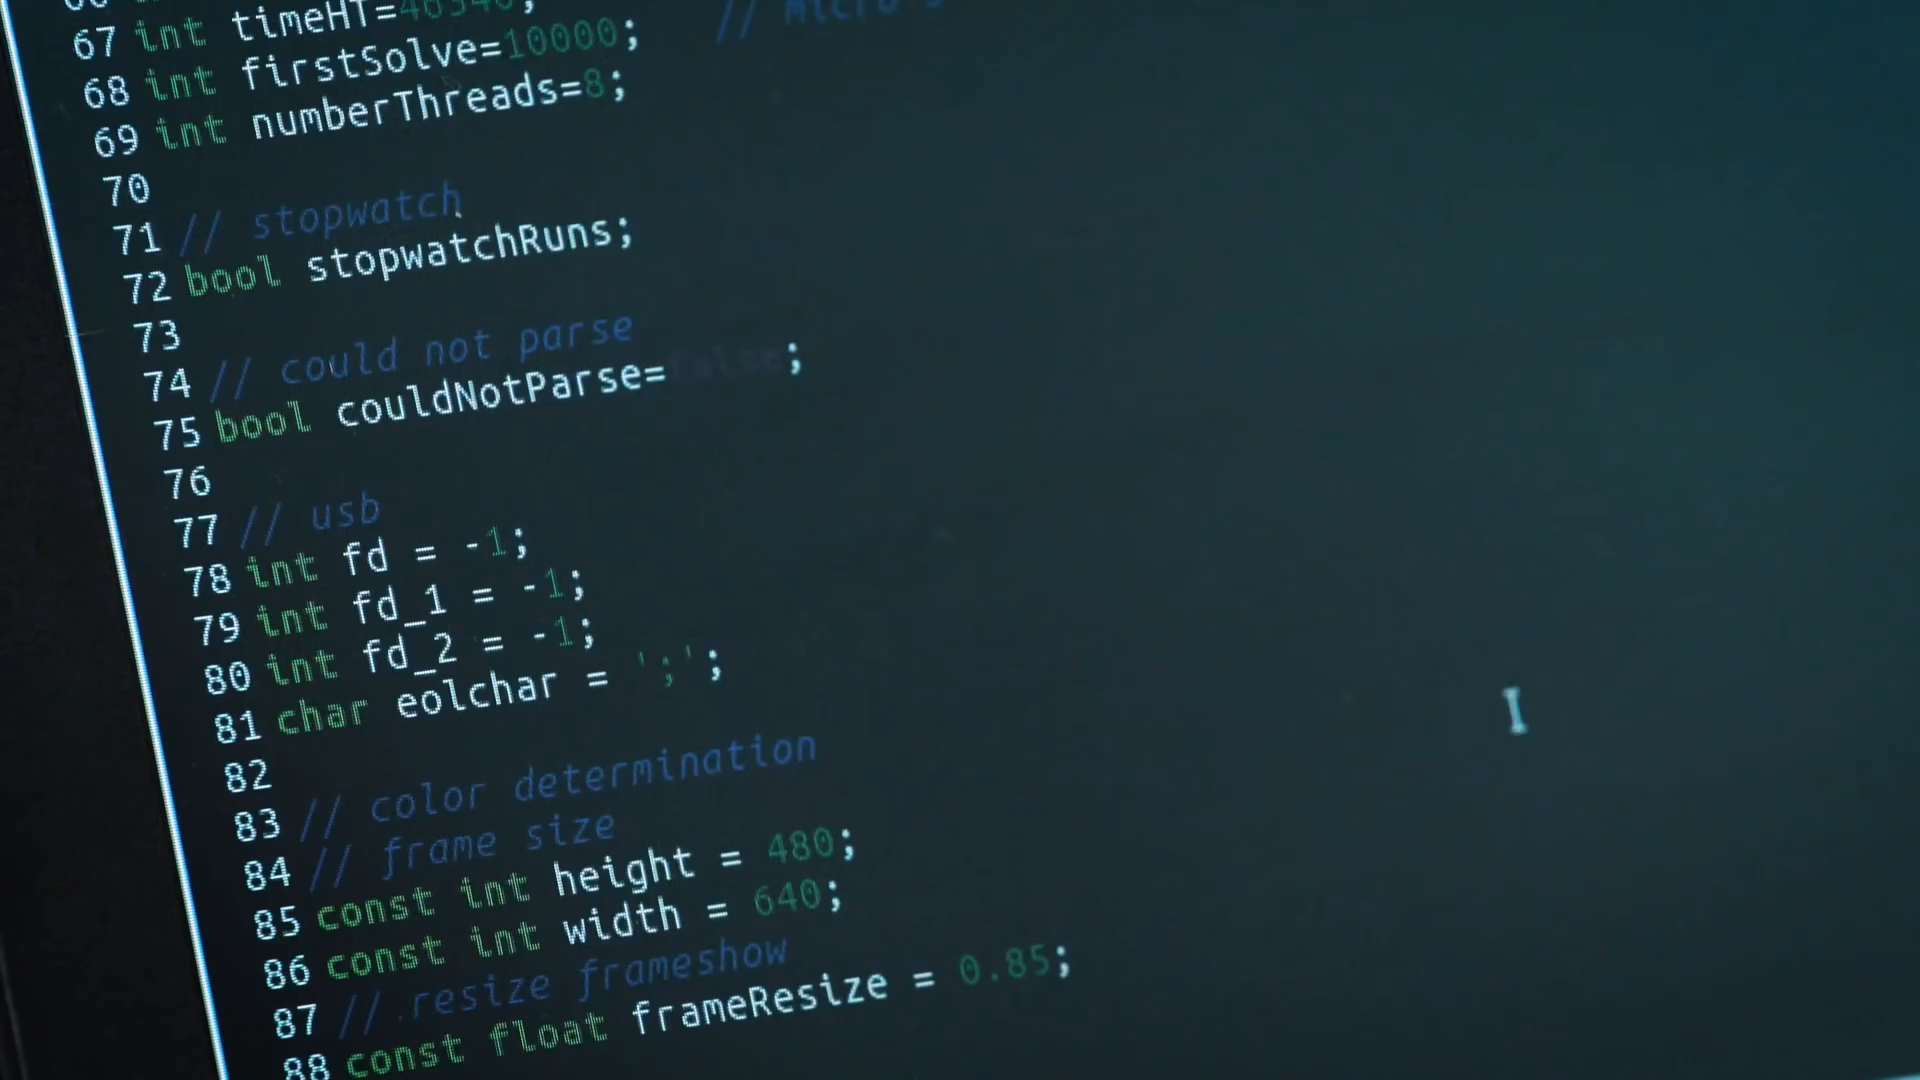 67 int timeHT=
68 int firstSolve=10000; // Micro
69 int numberThreads=8;
70
71 // stopwatch
72 bool stopwatchRuns;
73
74 // could not parse
75 bool couldNotParse=false;
76
77 // usb
78 int fd = -1;
79 int fd_1 = -1;
80 int fd_2 = -1;
81 char eolchar = ';';
82
83 // color determination
84 // frame size
85 const int height = 480;
86 const int width = 640;
87 // resize frameshow
88 const float frameResize = 0.85;